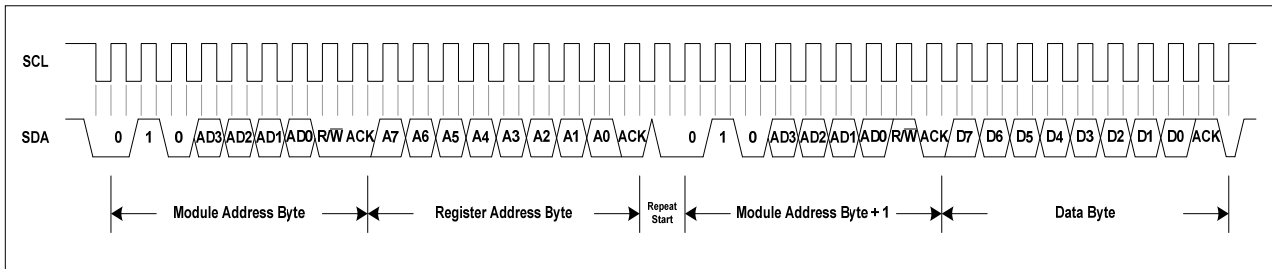 SCL
SDA 0 1 0 AD3 AD2 AD1 AD0 R/W̅ ACK A7 A6 A5 A4 A3 A2 A1 A0 ACK 0 1 0 AD3 AD2 AD1 AD0 R/W̅ ACK D7 D6 D5 D4 D3 D2 D1 D0 ACK
Module Address Byte Register Address Byte Repeat Start Module Address Byte + 1 Data Byte